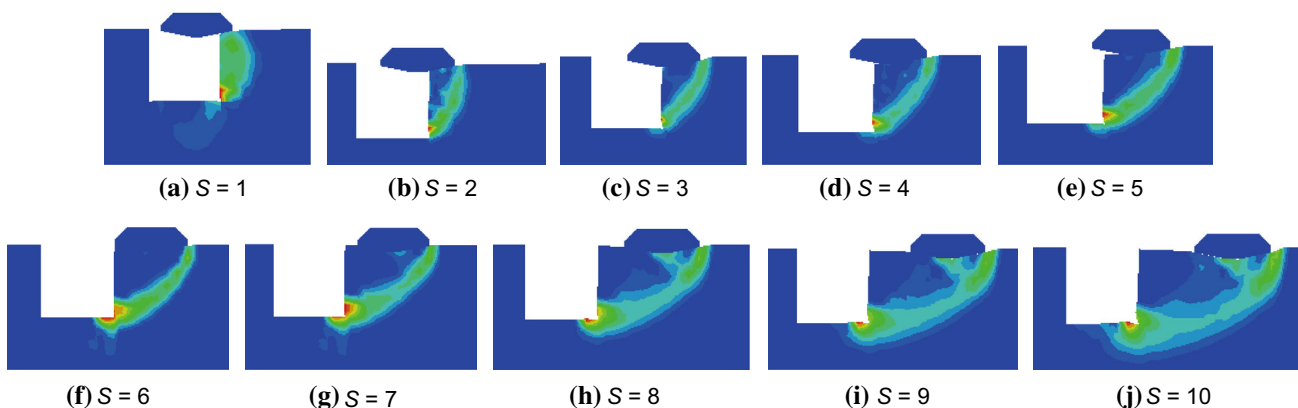 (a) S = 1
(b) S = 2
(c) S = 3
(d) S = 4
(e) S = 5
(f) S = 6
(g) S = 7
(h) S = 8
(i) S = 9
(j) S = 10